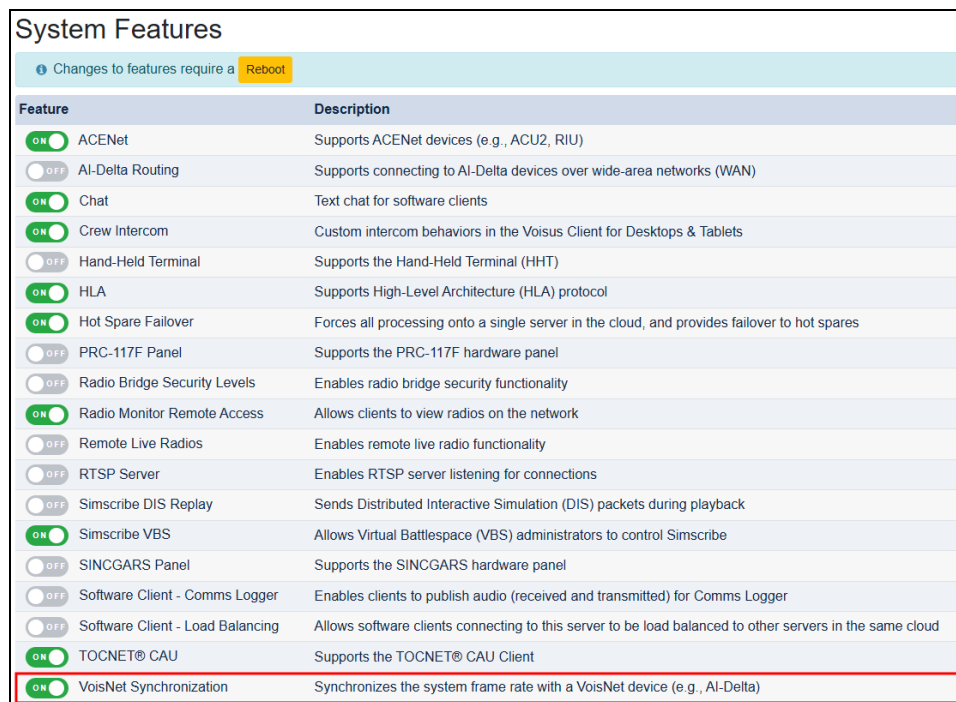 System Features
Changes to features require a Reboot
Feature Description
ON ACENet Supports ACENet devices (e.g., ACU2, RIU)
OFF AI-Delta Routing Supports connecting to AI-Delta devices over wide-area networks (WAN)
ON Chat Text chat for software clients
ON Crew Intercom Custom intercom behaviors in the Voisus Client for Desktops & Tablets
OFF Hand-Held Terminal Supports the Hand-Held Terminal (HHT)
ON HLA Supports High-Level Architecture (HLA) protocol
ON Hot Spare Failover Forces all processing onto a single server in the cloud, and provides failover to hot spares
OFF PRC-117F Panel Supports the PRC-117F hardware panel
OFF Radio Bridge Security Levels Enables radio bridge security functionality
ON Radio Monitor Remote Access Allows clients to view radios on the network
OFF Remote Live Radios Enables remote live radio functionality
OFF RTSP Server Enables RTSP server listening for connections
OFF Simscribe DIS Replay Sends Distributed Interactive Simulation (DIS) packets during playback
ON Simscribe VBS Allows Virtual Battlespace (VBS) administrators to control Simscribe
OFF SINCGARS Panel Supports the SINCGARS hardware panel
OFF Software Client - Comms Logger Enables clients to publish audio (received and transmitted) for Comms Logger
OFF Software Client - Load Balancing Allows software clients connecting to this server to be load balanced to other servers in the same cloud
ON TOCNET® CAU Supports the TOCNET® CAU Client
ON VoisNet Synchronization Synchronizes the system frame rate with a VoisNet device (e.g., AI-Delta)